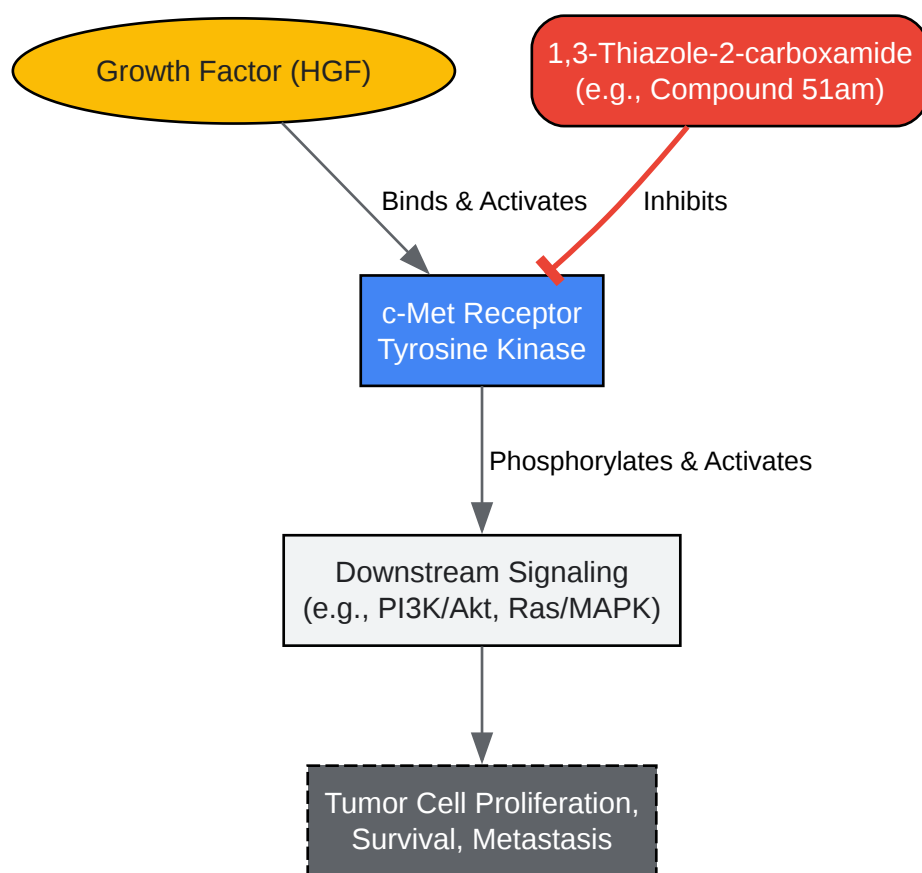 Growth Factor (HGF)
1,3-Thiazole-2-carboxamide
(e.g., Compound 51am)
Binds & Activates
Inhibits
c-Met Receptor
Tyrosine Kinase
Phosphorylates & Activates
Downstream Signaling
(e.g., PI3K/Akt, Ras/MAPK)
Tumor Cell Proliferation,
Survival, Metastasis